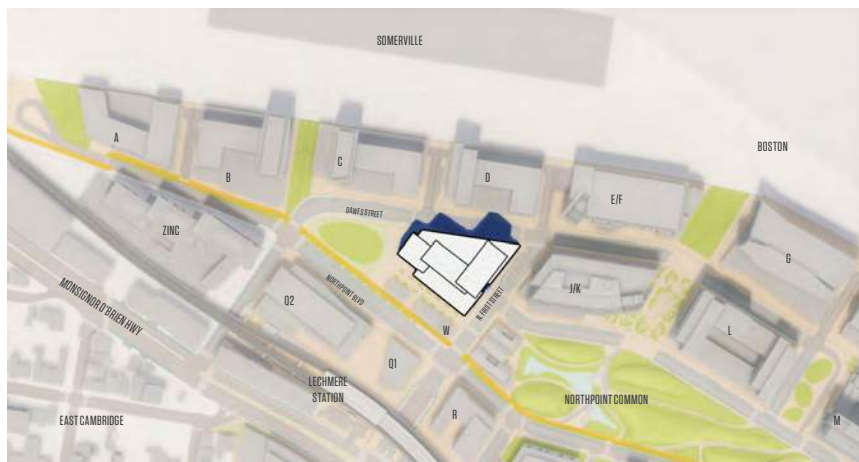 SOMERVILLE
BOSTON
A
B
C
D
E/F
DAWES STREET
ZINC
G
MONSIGNOR O'BRIEN HWY
Q2
NORTHPOINT BLVD
N. FIRST STREET
J/K
W
L
Q1
LECHMERE
STATION
R
NORTHPOINT COMMON
EAST CAMBRIDGE
M